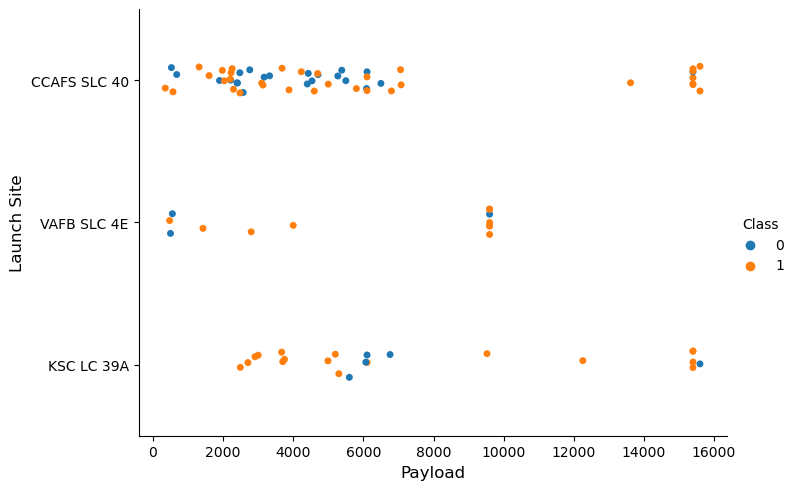 CCAFS SLC 40
VAFB SLC 4E
KSC LC 39A
Launch Site
0 2000 4000 6000 8000 10000 12000 14000 16000
Payload
Class
0
1